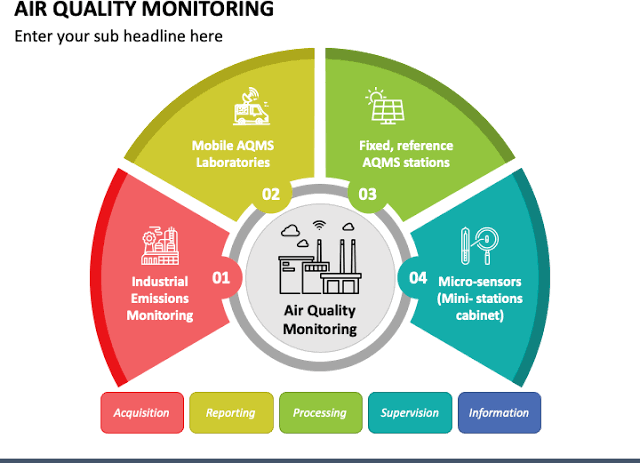 AIR QUALITY MONITORING
Enter your sub headline here
Mobile AQMS
Laboratories
02
Fixed, reference
AQMS stations
03
Industrial
Emissions
Monitoring
01
Air Quality
Monitoring
04
Micro-sensors
(Mini- stations
cabinet)
Acquisition
Reporting
Processing
Supervision
Information